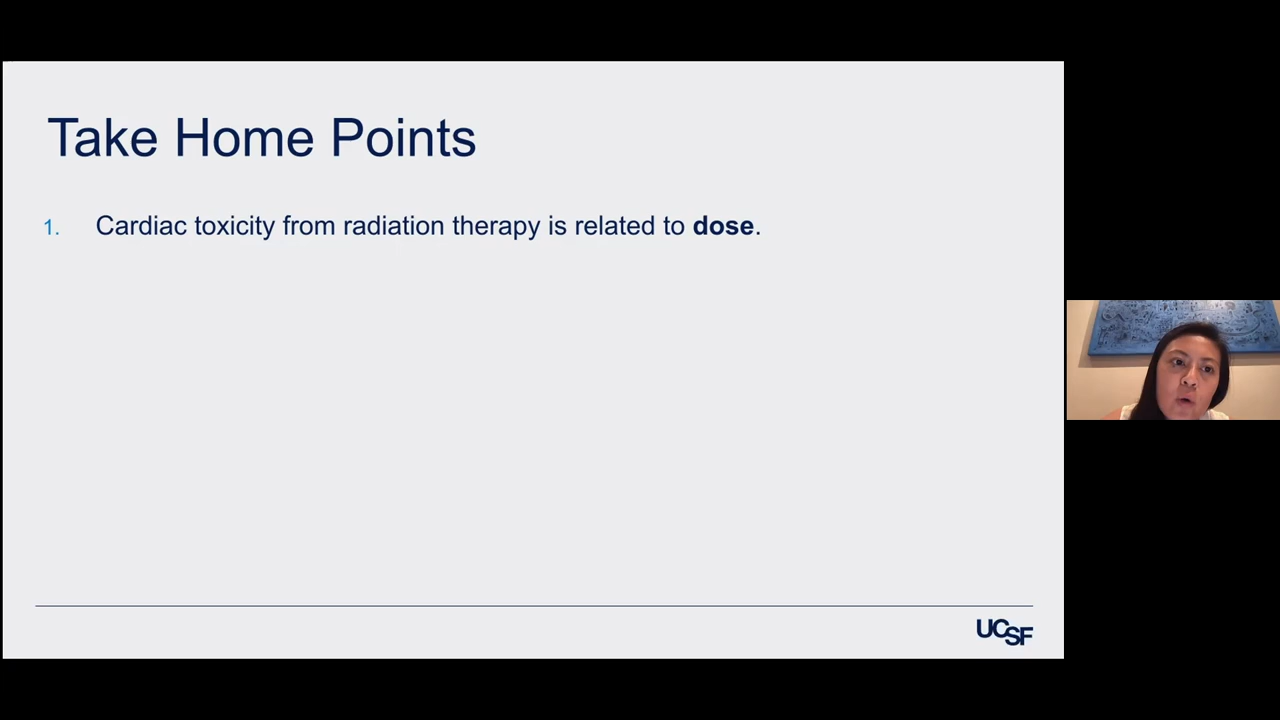 Take Home Points
1. Cardiac toxicity from radiation therapy is related to dose.
UCSF